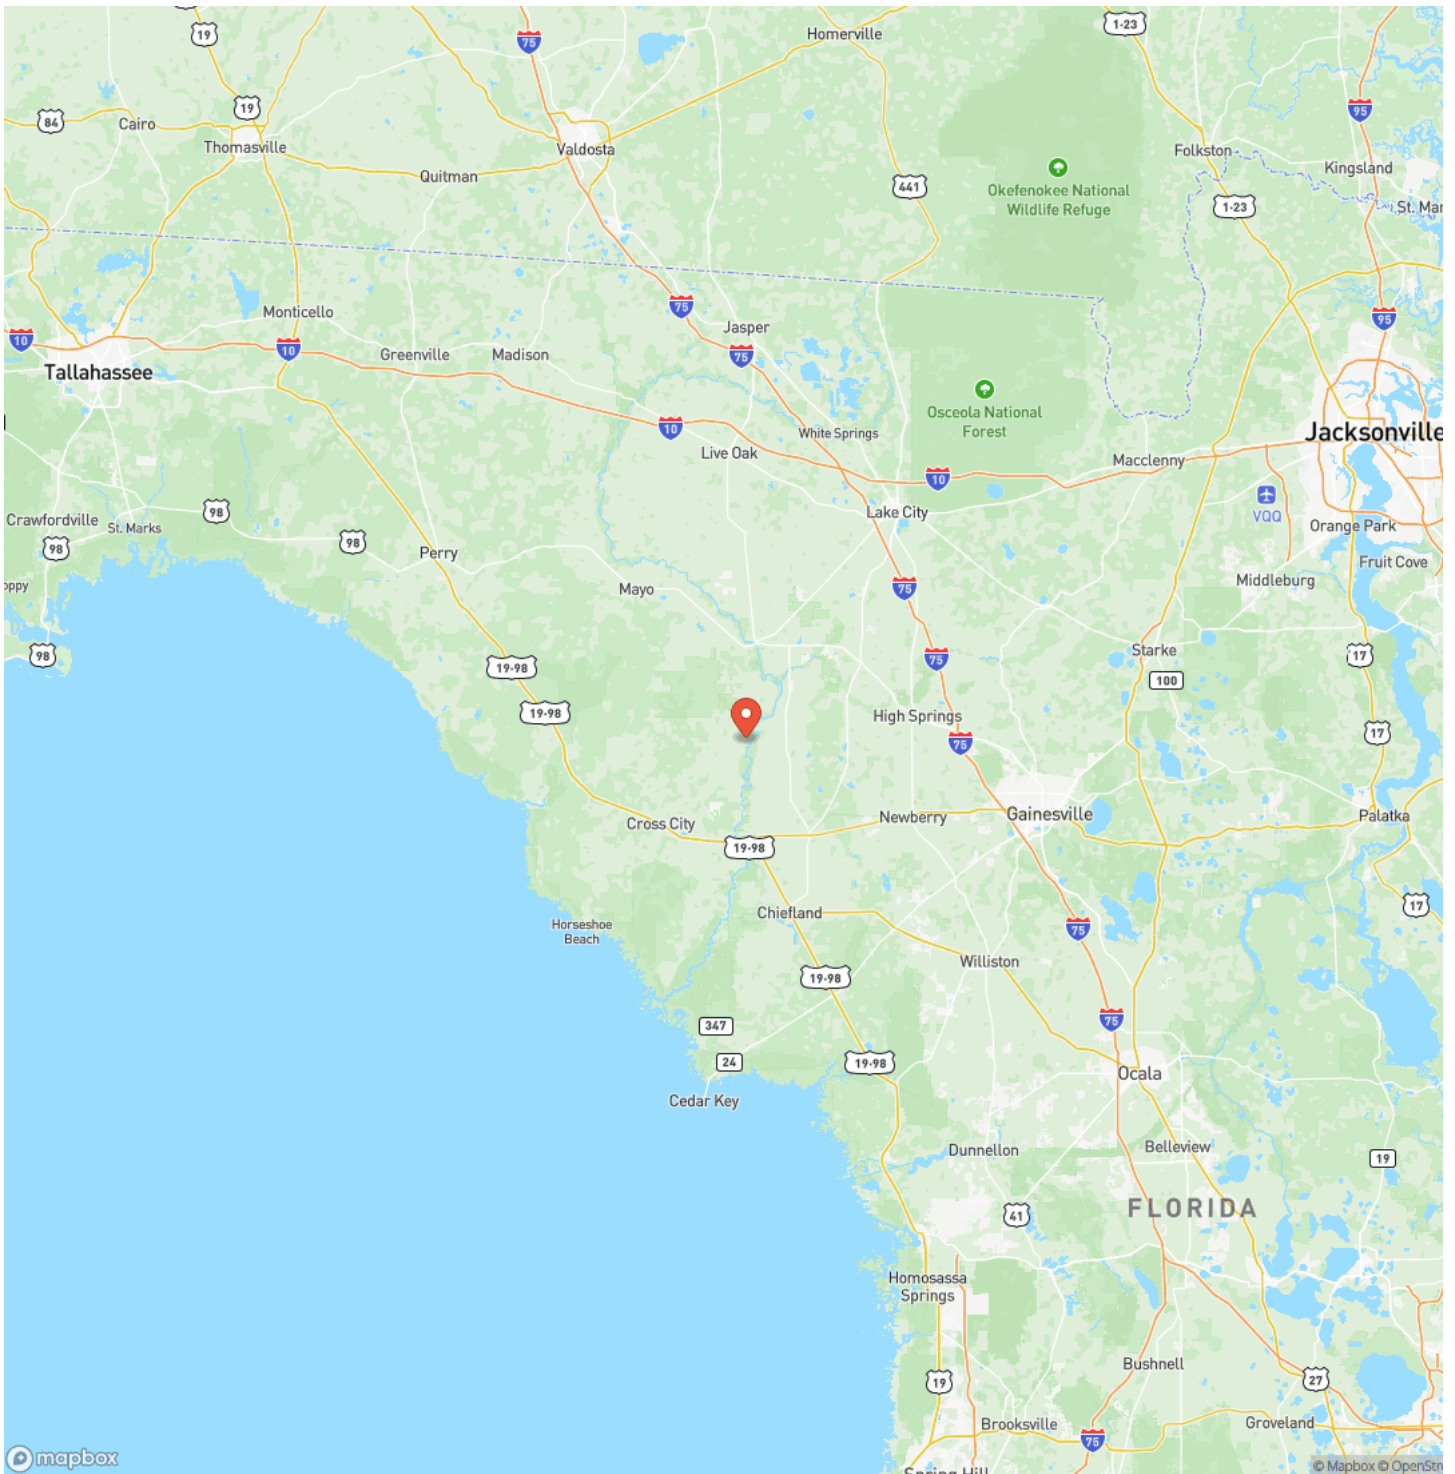 19
75
Homerville
1-23
84
Cairo
19
Thomasville
Quitman
Valdosta
95
Folkston
Kingsland
441
Okefenokee National
Wildlife Refuge
1-23
St. Mar
Monticello
75
Jasper
95
10
Tallahassee
10
Greenville
Madison
75
Osceola National
Forest
10
White Springs
Jacksonville
Live Oak
Macclenny
10
VQQ
Lake City
Orange Park
98
Crawfordville
St. Marks
98
98
Perry
Fruit Cove
oppy
Mayo
75
Middleburg
98
19-98
75
Starke
17
100
19-98
High Springs
75
17
Cross City
Newberry
Gainesville
Palatka
19-98
Chiefland
17
Horseshoe
Beach
75
Williston
19-98
347
75
24
19-98
Ocala
Cedar Key
Dunnellon
Belleview
19
41
FLORIDA
Homosassa
Springs
Bushnell
19
27
Brooksville
Groveland
75
mapbox
Spring Hill
© Mapbox © OpenStr